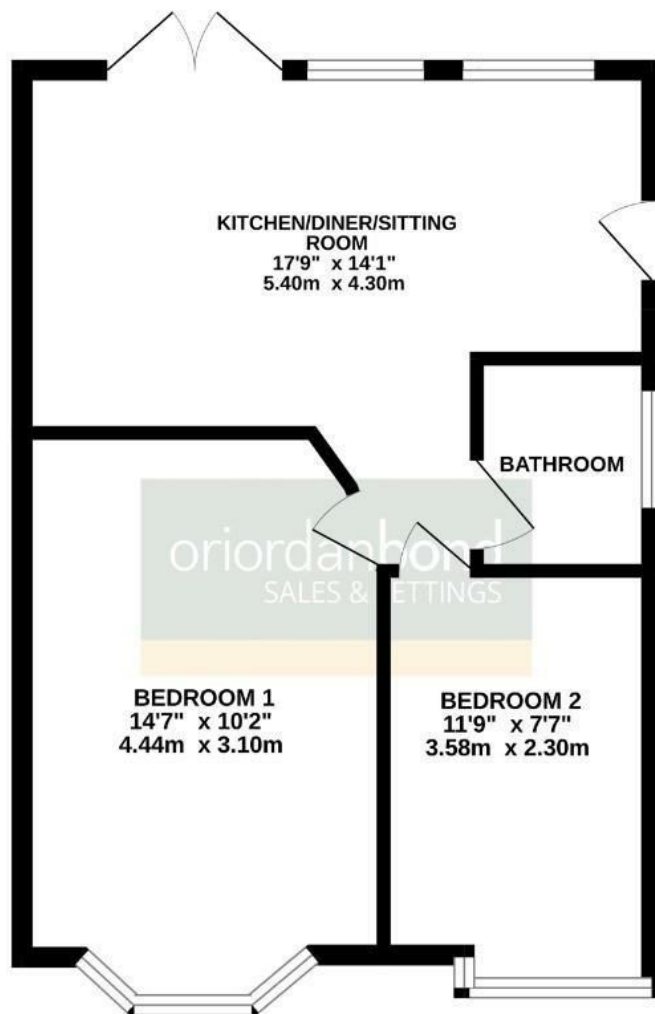 KITCHEN/DINER/SITTING
ROOM
17'9" x 14'1"
5.40m x 4.30m
BATHROOM
oriordanbond
SALES & LETTINGS
BEDROOM 1
14'7" x 10'2"
4.44m x 3.10m
BEDROOM 2
11'9" x 7'7"
3.58m x 2.30m